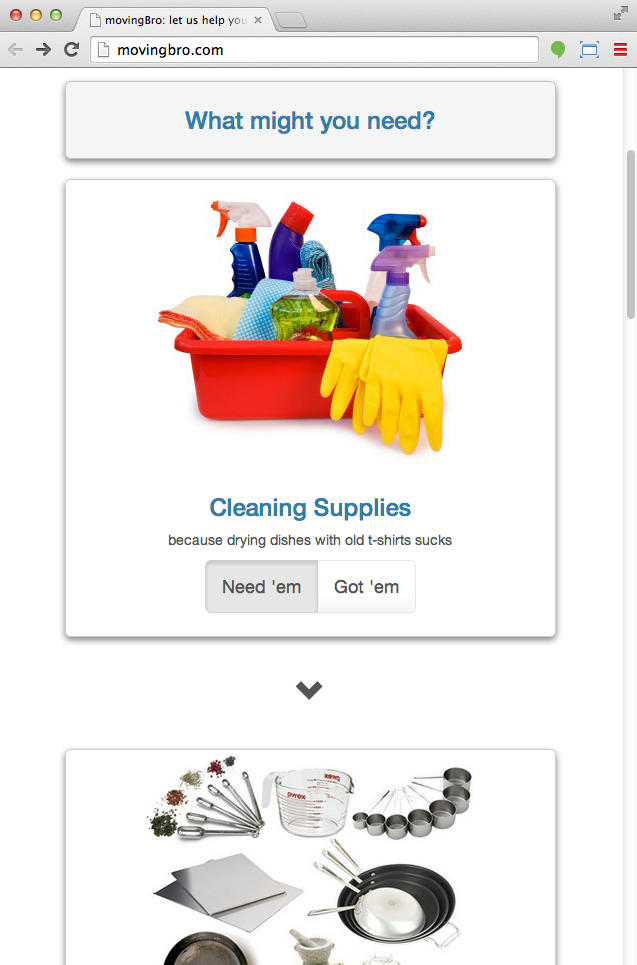 movingBro: let us help you
movingbro.com
What might you need?
Cleaning Supplies
because drying dishes with old t-shirts sucks
Need 'em
Got 'em
pyrex
pyrex